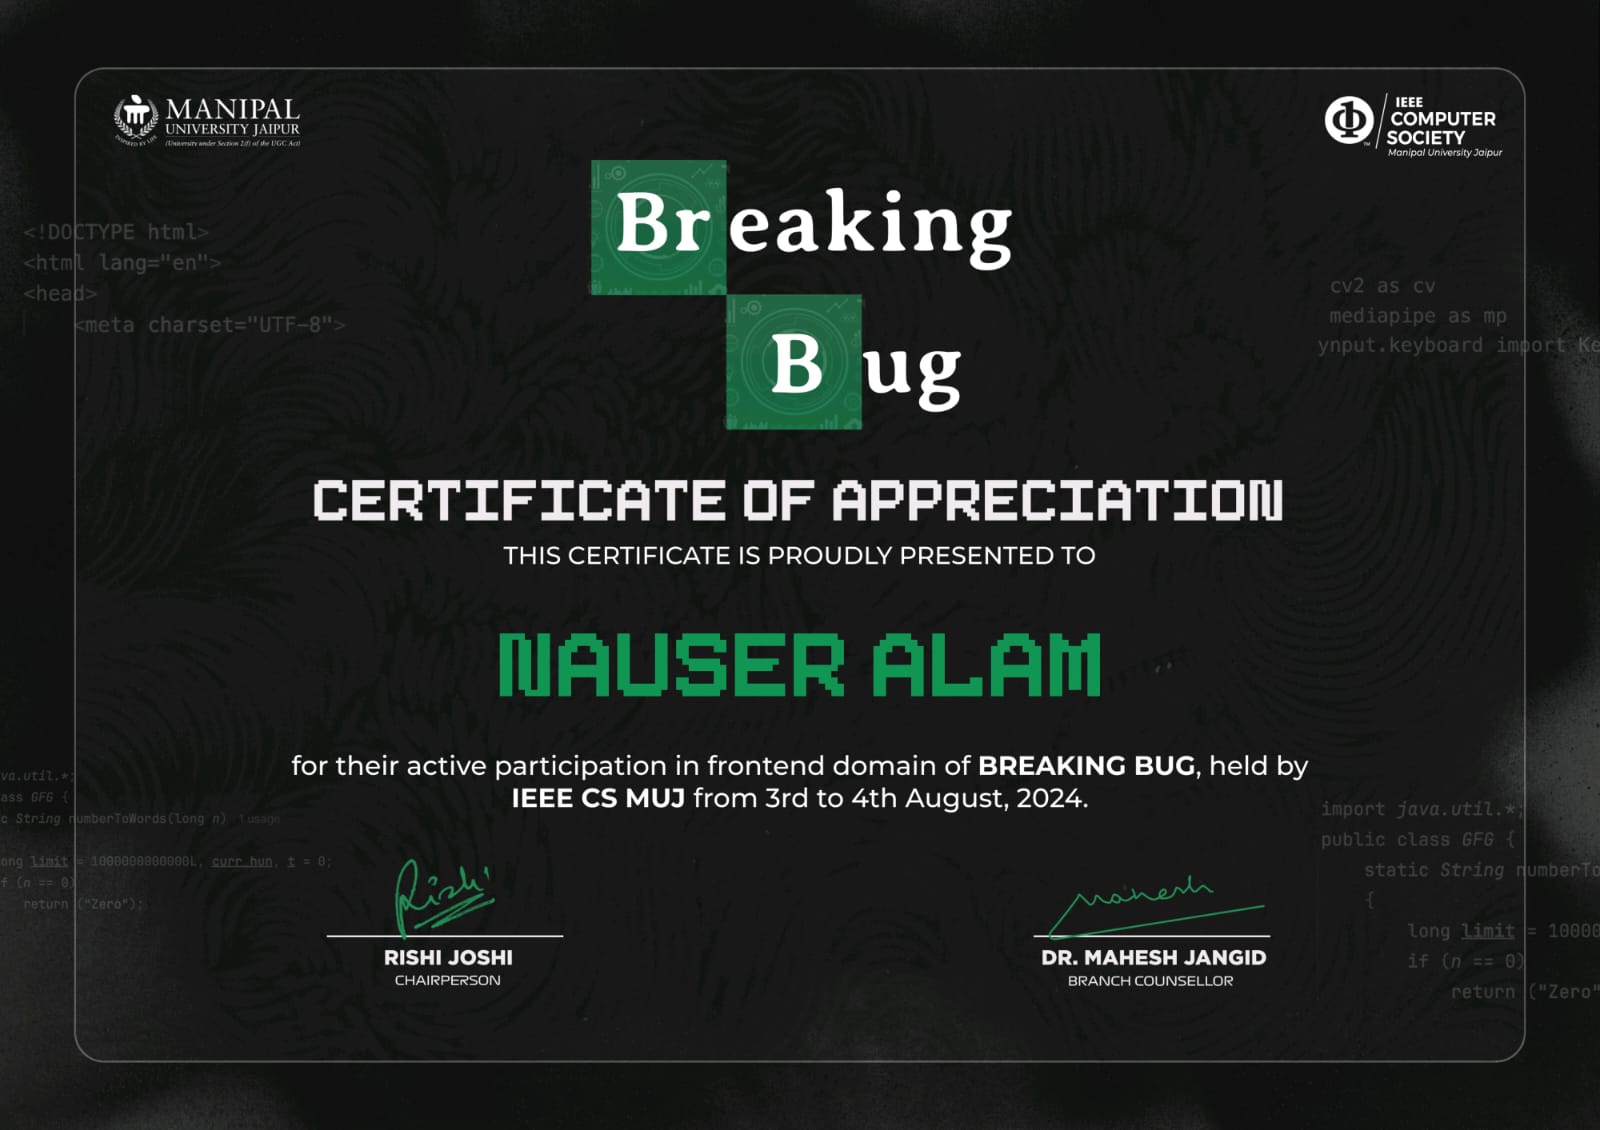 MANIPAL
UNIVERSITY JAIPUR
(University under Section 2(f) of the UGC Act)
INSPIRED BY LIFE
IEEE
COMPUTER
SOCIETY
Manipal University Jaipur
TM
Breaking
Bug
<!DOCTYPE html>
<html lang="en">
<head>
<meta charset="UTF-8">
cv2 as cv
mediapipe as mp
ynput.keyboard import Ke
CERTIFICATE OF APPRECIATION
THIS CERTIFICATE IS PROUDLY PRESENTED TO
NAUSER ALAM
for their active participation in frontend domain of BREAKING BUG, held by
IEEE CS MUJ from 3rd to 4th August, 2024.
va.util.*;
ass GFG {
c String numberToWords(long n) 1 usage
ong limit = 1000000000000L, curr_hun, t = 0;
f (n == 0)
return ("Zero");
import java.util.*;
public class GFG {
static String numberTo
{
long limit = 10000
if (n == 0)
return ("Zero"
Rishi
RISHI JOSHI
CHAIRPERSON
Mahesh
DR. MAHESH JANGID
BRANCH COUNSELLOR